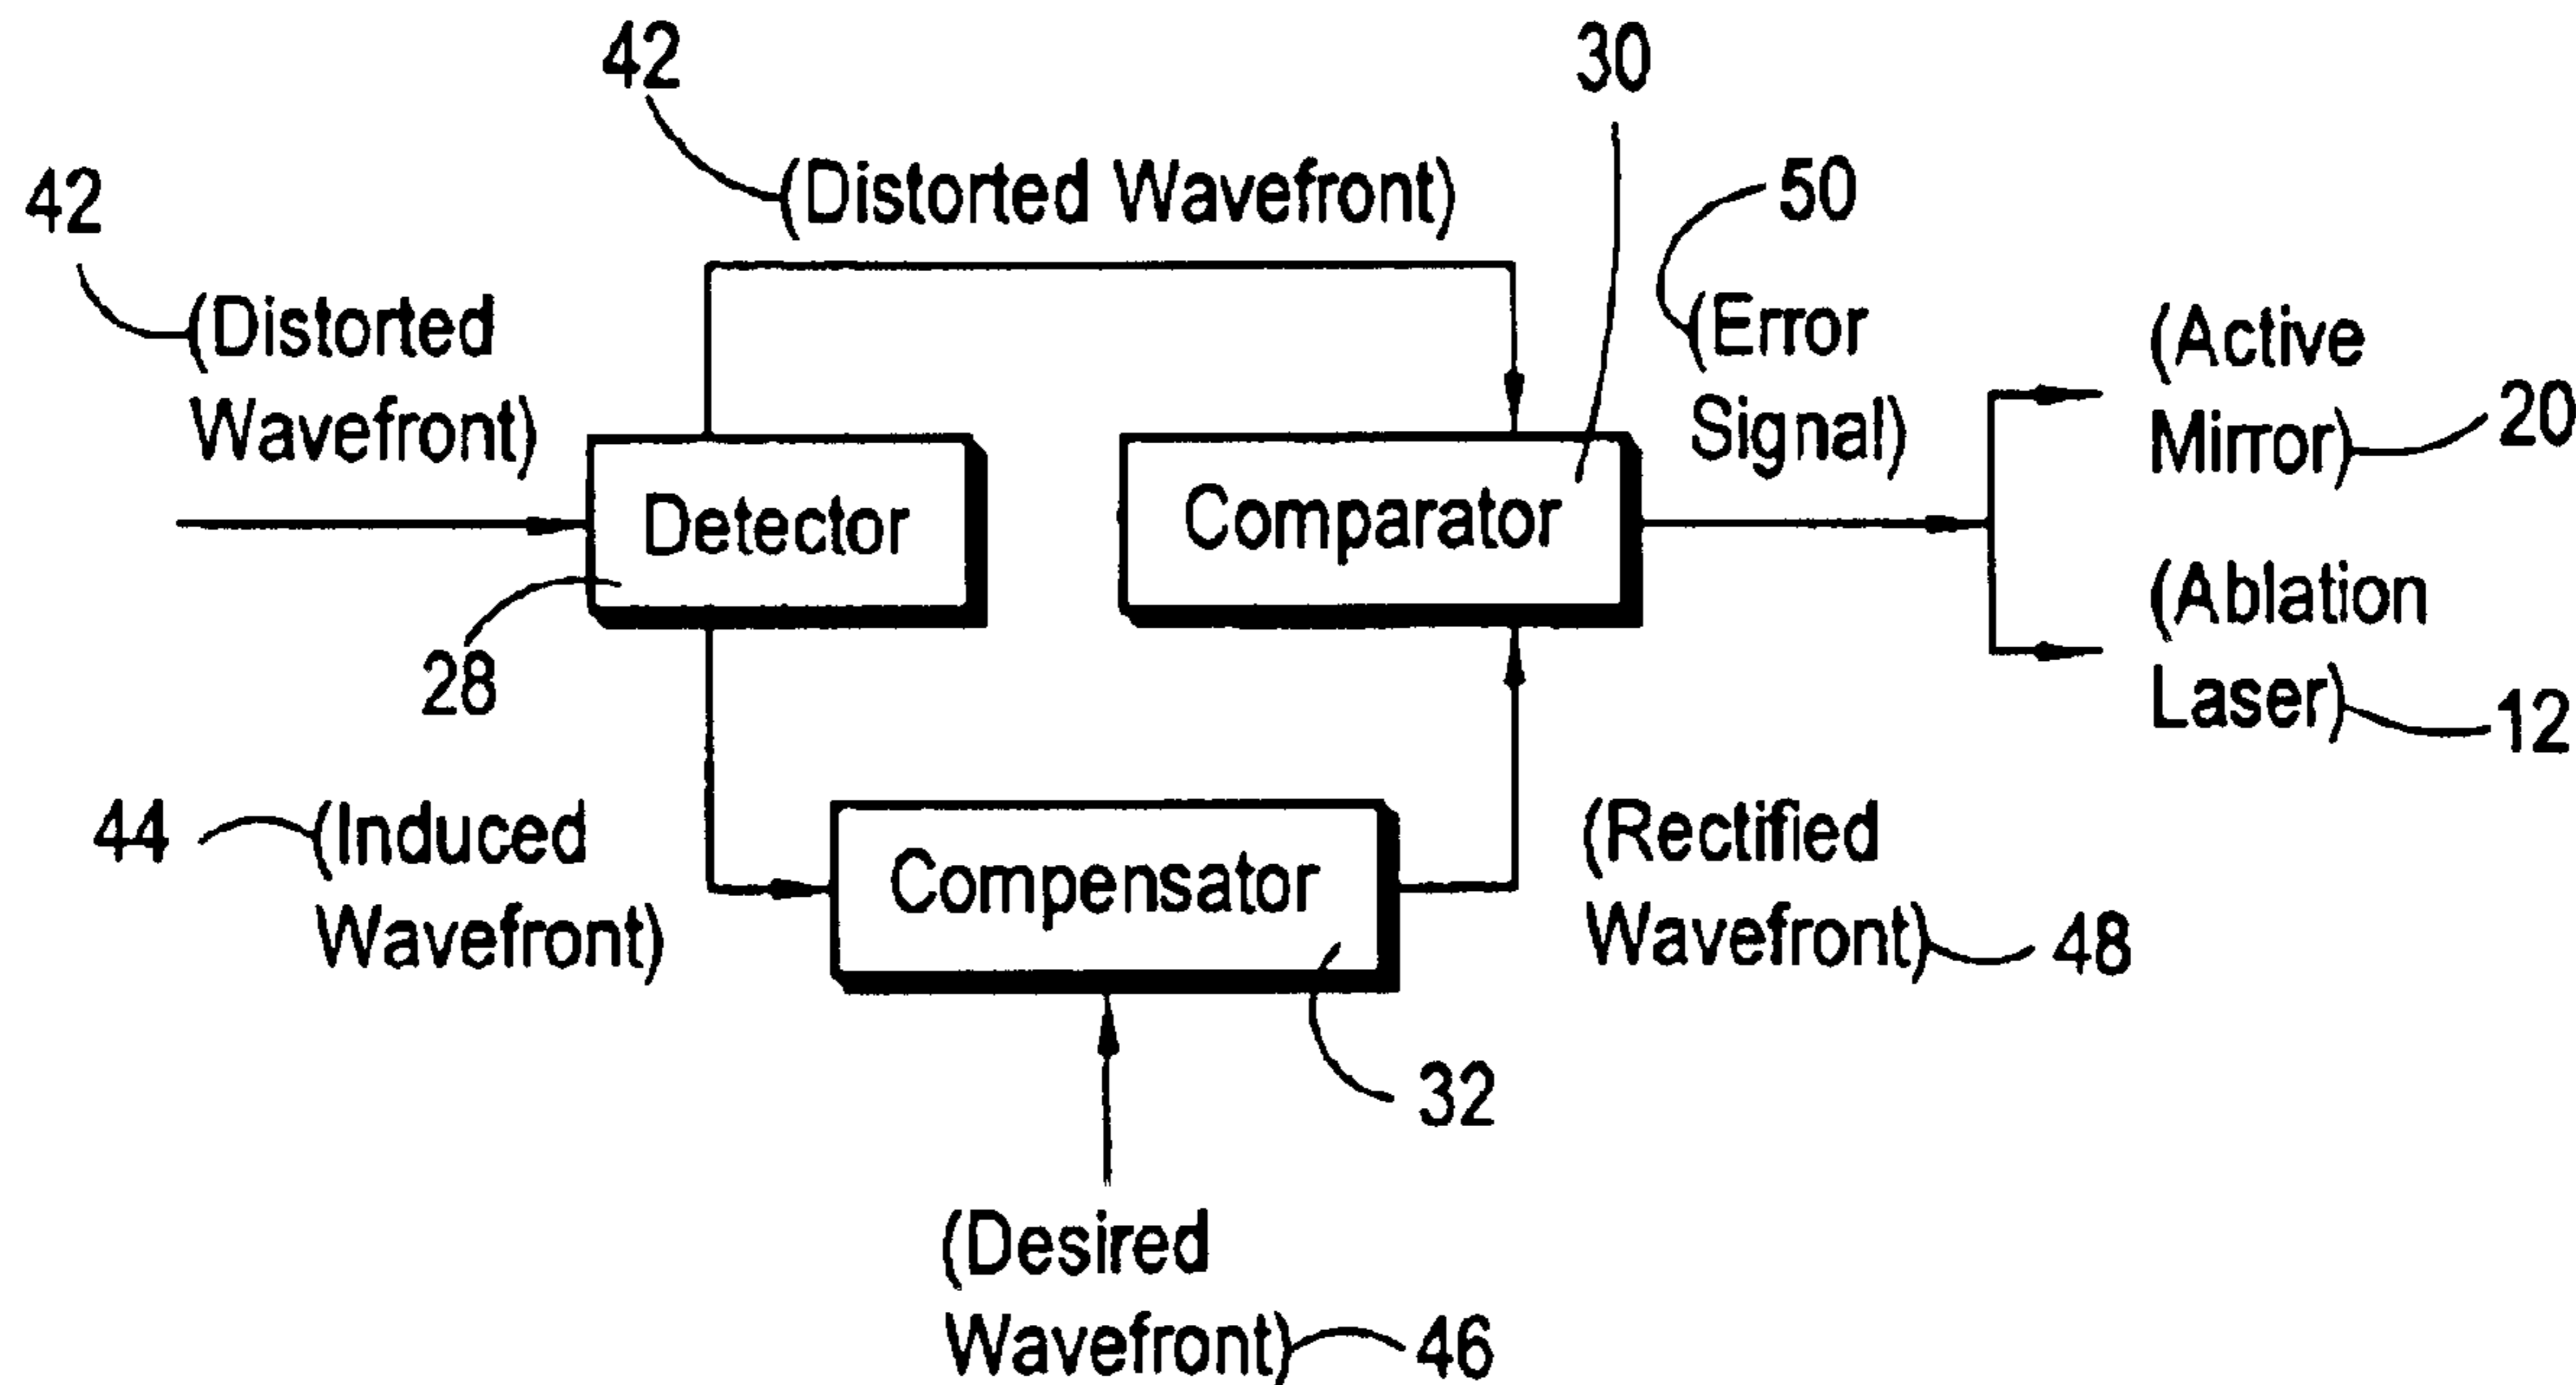 42
30
42
(Distorted Wavefront)
50
(Distorted
Wavefront)
(Error
Signal)
(Active
Mirror)
20
Detector
Comparator
28
(Ablation
Laser)
12
44
(Induced
Wavefront)
Compensator
(Rectified
Wavefront)
48
32
(Desired
Wavefront)
46